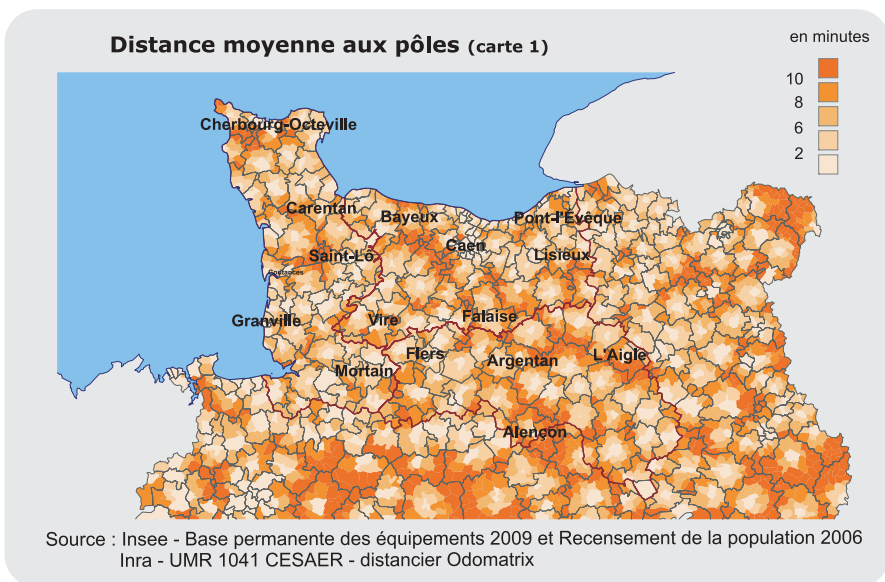 Distance moyenne aux pôles (carte 1)
en minutes
10
8
6
2
Cherbourg-Octeville
Carentan
Bayeux
Pont-l'Évêque
Caen
Saint-Lô
Lisieux
Coutances
Granville
Vire
Falaise
Flers
Argentan
L'Aigle
Mortain
Alençon
Source : Insee - Base permanente des équipements 2009 et Recensement de la population 2006
Inra - UMR 1041 CESAER - distancier Odomatrix